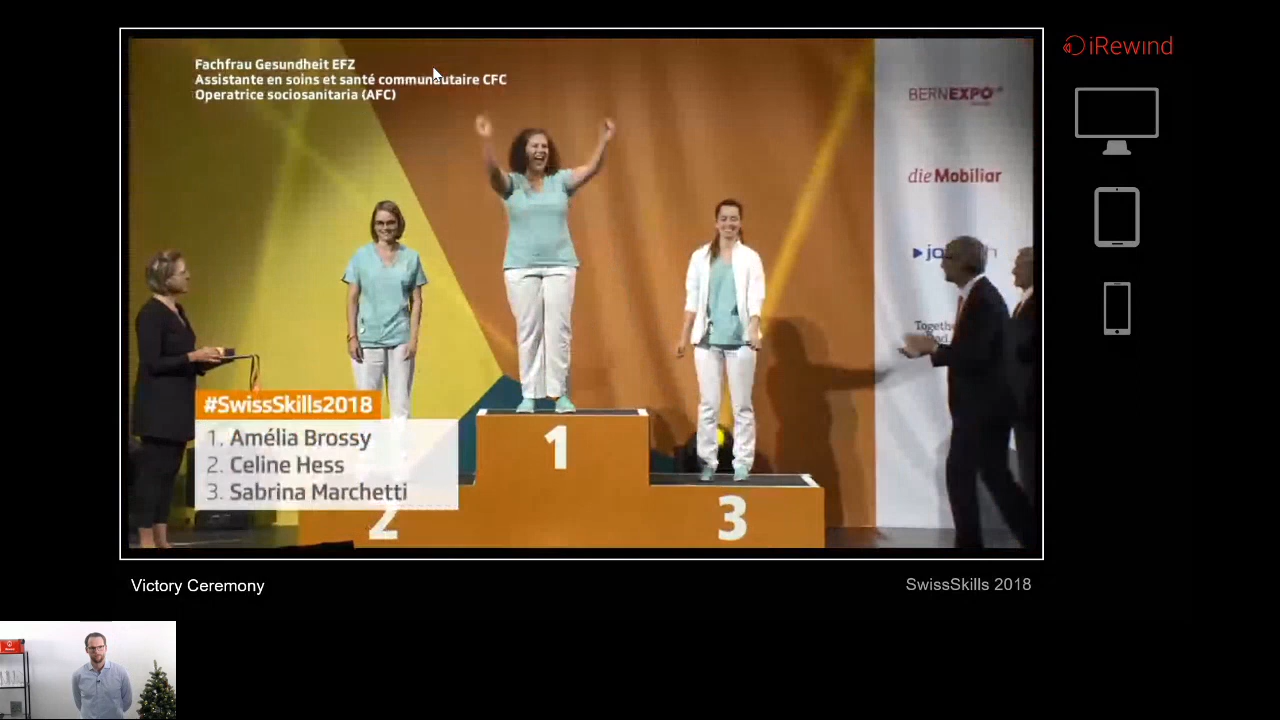 Fachfrau Gesundheit EFZ
Assistante en soins et santé communautaire CFC
Operatrice sociosanitaria (AFC)
iRewind
BERNEXPO
die Mobiliar
#SwissSkills2018
1. Amélia Brossy
2. Celine Hess
3. Sabrina Marchetti
1
2
3
Victory Ceremony
SwissSkills 2018